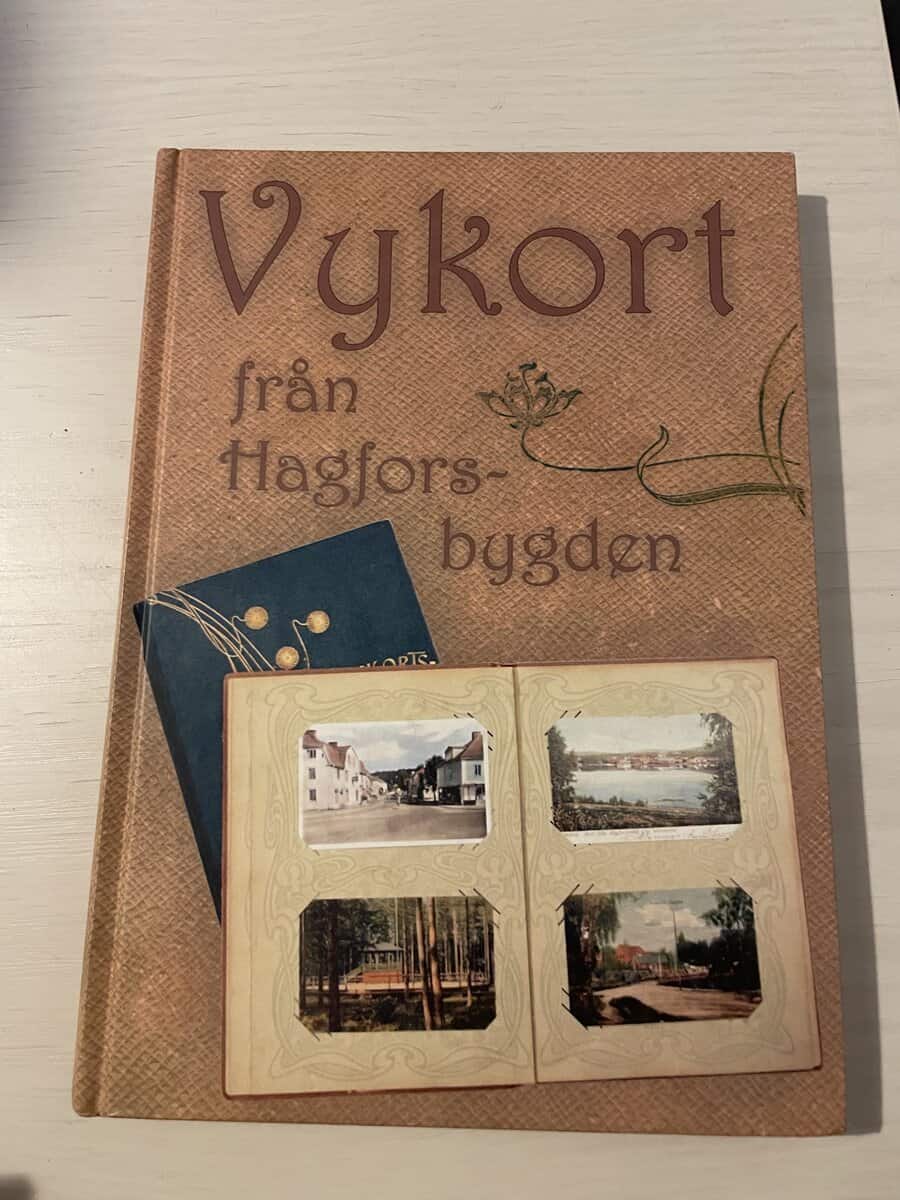 Vykort
från
Hagfors-
bygden